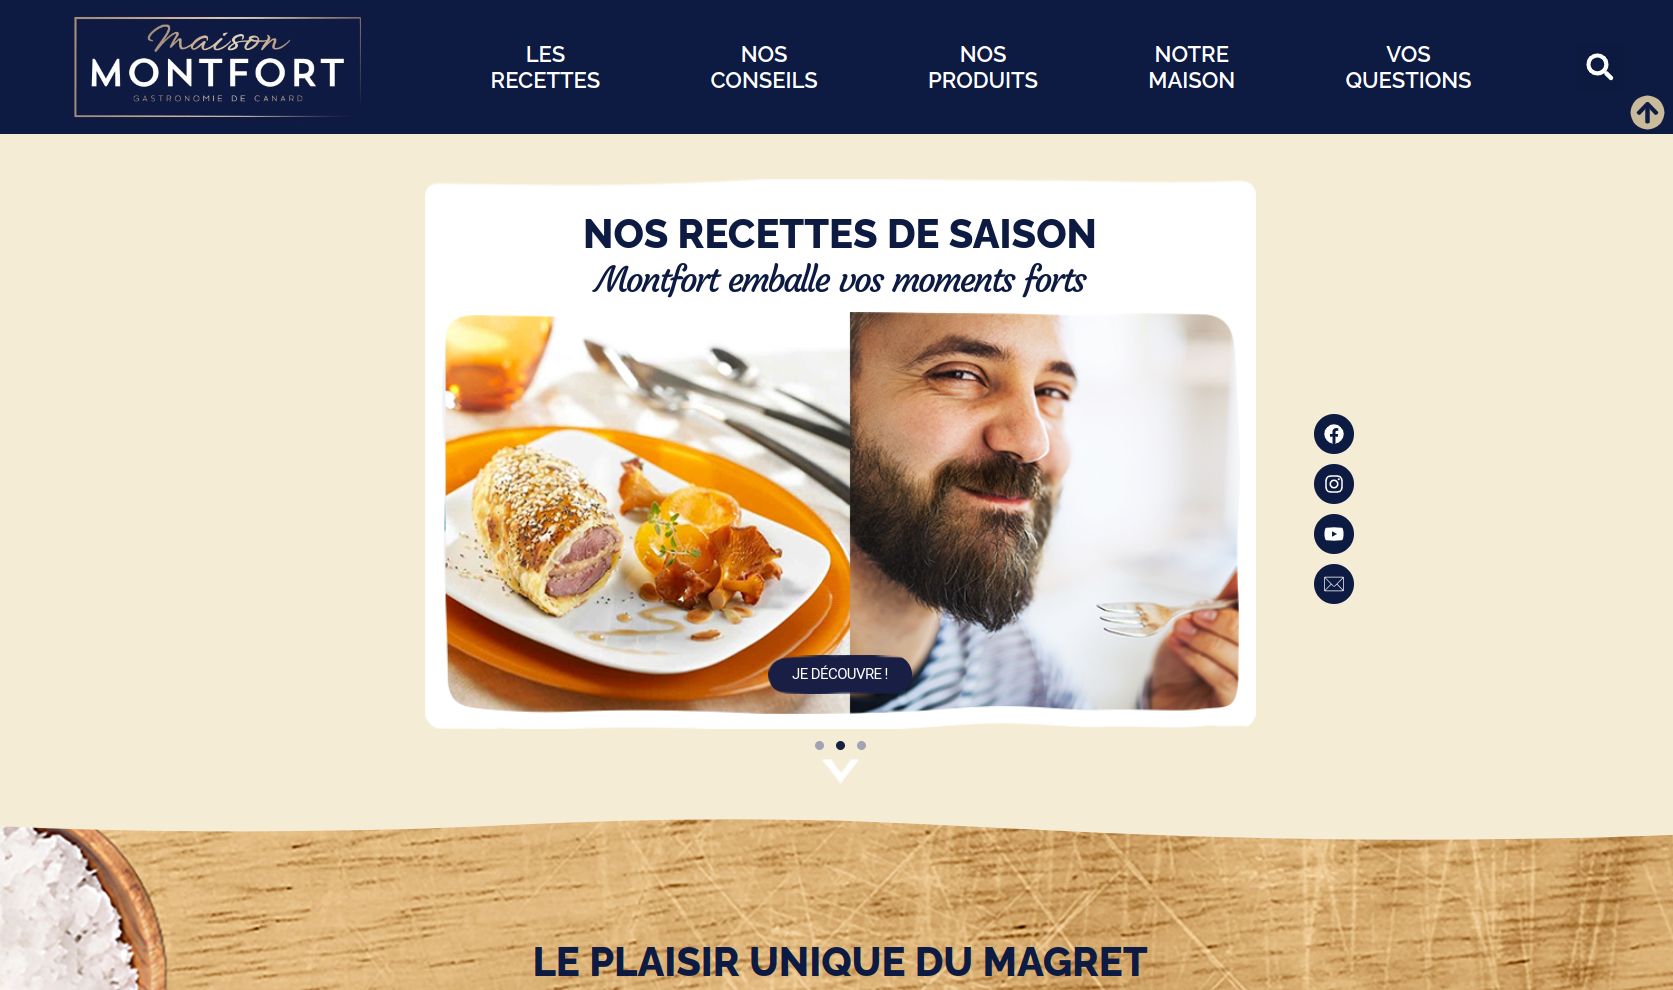 Maison
MONTFORT
GASTRONOMIE DE CANARD
LES
RECETTES
NOS
CONSEILS
NOS
PRODUITS
NOTRE
MAISON
VOS
QUESTIONS
NOS RECETTES DE SAISON
Montfort emballe vos moments forts
JE DÉCOUVRE !
LE PLAISIR UNIQUE DU MAGRET